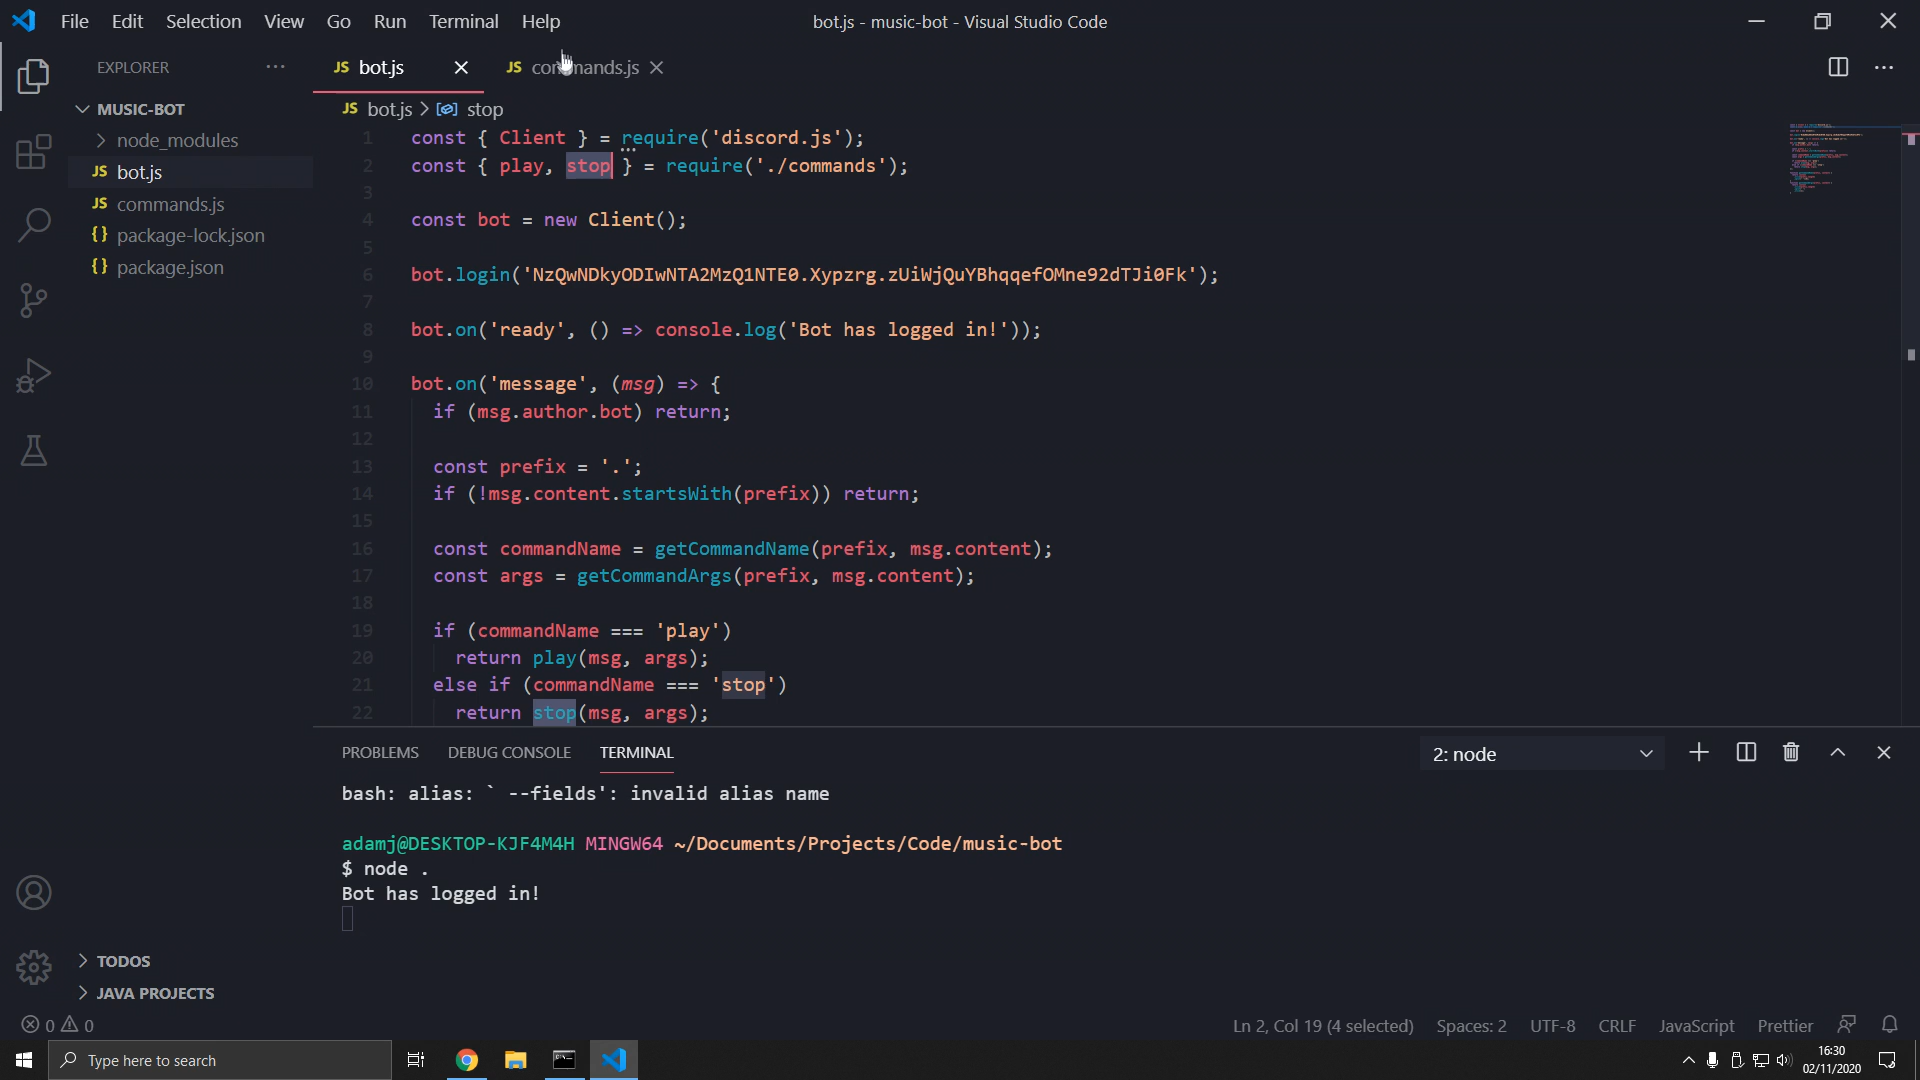 File Edit Selection View Go Run Terminal Help
bot.js - music-bot - Visual Studio Code
EXPLORER
MUSIC-BOT
node_modules
JS bot.js
JS commands.js
{} package-lock.json
{} package.json
TODOS
JAVA PROJECTS
JS bot.js
JS commands.js
JS bot.js > stop
1 const { Client } = require('discord.js');
2 const { play, stop } = require('./commands');
3
4 const bot = new Client();
5
6 bot.login('NzQwNDkyODIwNTA2MzQ1NTE0.Xypzrg.zUiWjQuYBhqqefOMne92dTJi0Fk');
7
8 bot.on('ready', () => console.log('Bot has logged in!'));
9
10 bot.on('message', (msg) => {
11 if (msg.author.bot) return;
12
13 const prefix = '.';
14 if (!msg.content.startsWith(prefix)) return;
15
16 const commandName = getCommandName(prefix, msg.content);
17 const args = getCommandArgs(prefix, msg.content);
18
19 if (commandName === 'play')
20 return play(msg, args);
21 else if (commandName === 'stop')
22 return stop(msg, args);
PROBLEMS DEBUG CONSOLE TERMINAL
2: node
bash: alias: ` --fields': invalid alias name
adamj@DESKTOP-KJF4M4H MINGW64 ~/Documents/Projects/Code/music-bot
$ node .
Bot has logged in!
0 0
Ln 2, Col 19 (4 selected) Spaces: 2 UTF-8 CRLF JavaScript Prettier
Type here to search
16:30
02/11/2020